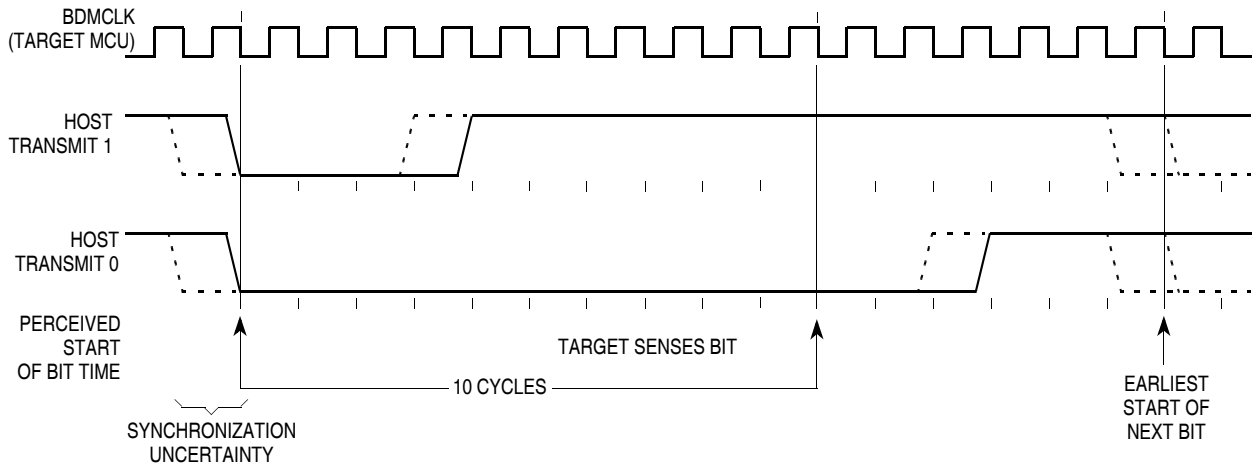 BDMCLK
(TARGET MCU)
HOST
TRANSMIT 1
HOST
TRANSMIT 0
PERCEIVED
START
OF BIT TIME
TARGET SENSES BIT
10 CYCLES
EARLIEST
START OF
NEXT BIT
SYNCHRONIZATION
UNCERTAINTY